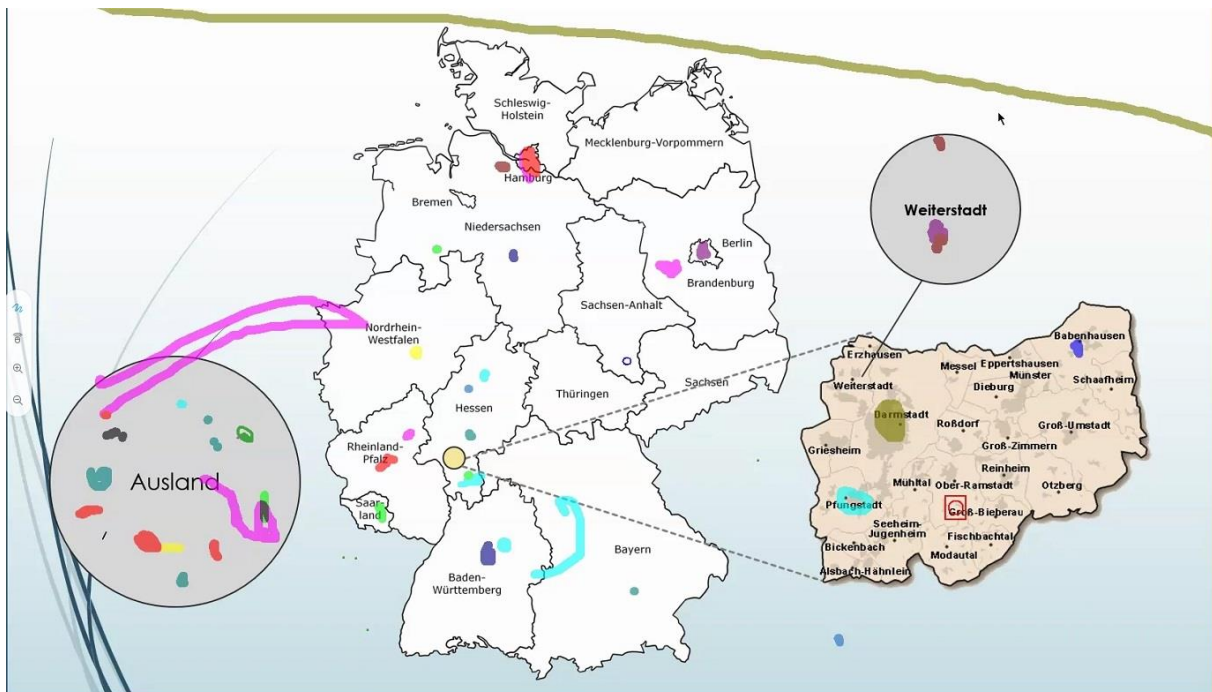 Schleswig-
Holstein
Mecklenburg-Vorpommern
Hamburg
Bremen
Niedersachsen
Berlin
Brandenburg
Sachsen-Anhalt
Nordrhein-
Westfalen
Sachsen
Thüringen
Hessen
Rheinland-
Pfalz
Saar-
land
Bayern
Baden-
Württemberg
Ausland
Weiterstadt
Erzhausen
Babenhausen
Messel
Eppertshausen
Münster
Weiterstadt
Dieburg
Schaafheim
Darmstadt
Roßdorf
Groß-Umstadt
Groß-Zimmern
Griesheim
Reinheim
Mühltal
Ober-Ramstadt
Otzberg
Pfungstadt
Groß-Bieberau
Seeheim-
Jugenheim
Fischbachtal
Bickenbach
Modautal
Alsbach-Hähnlein